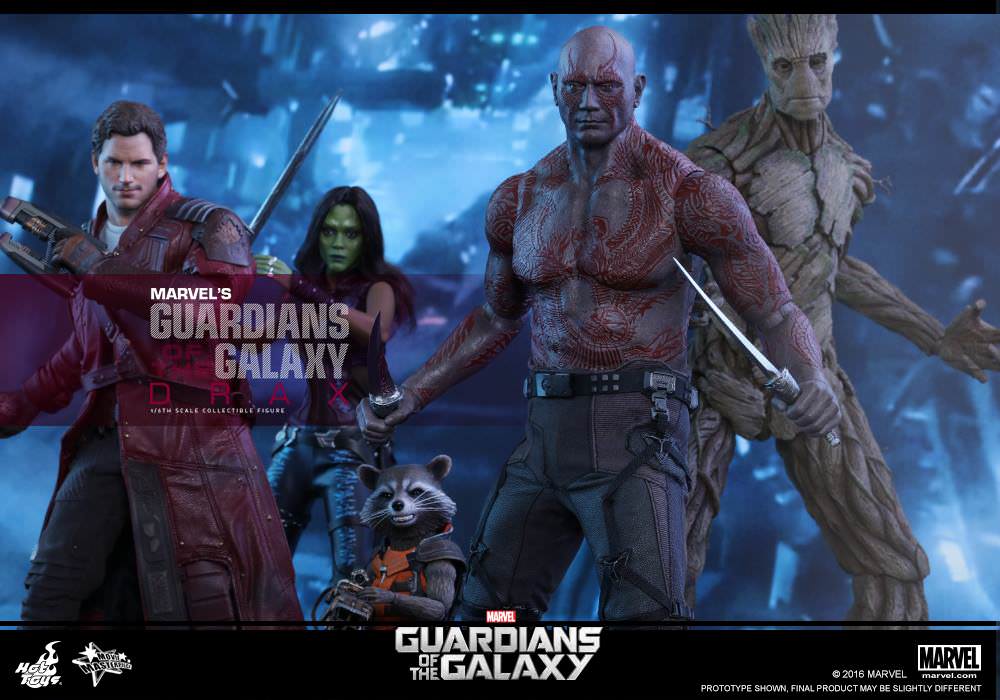 MARVEL'S
GUARDIANS
OF THE
GALAXY
DRAX
1/6TH SCALE COLLECTIBLE FIGURE
MARVEL
GUARDIANS
OF THE
GALAXY
HOT TOYS
MOVIE MASTERPIECE
© 2016 MARVEL
MARVEL
marvel.com
PROTOTYPE SHOWN, FINAL PRODUCT MAY BE SLIGHTLY DIFFERENT